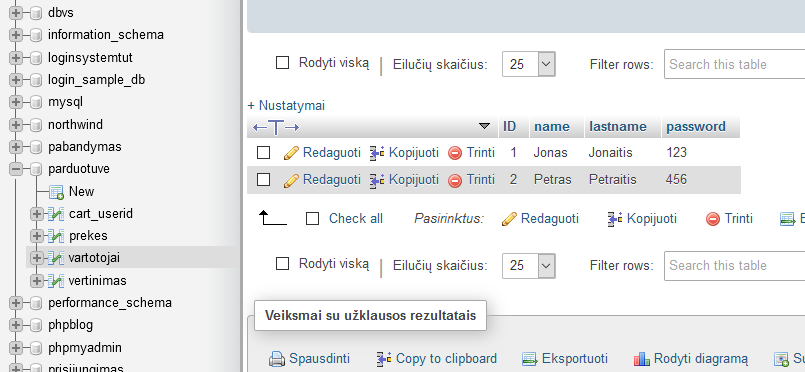 dbvs
information_schema
loginsystemtut
login_sample_db
mysql
northwind
pabandymas
parduotuve
New
cart_userid
prekes
vartotojai
vertinimas
performance_schema
phpblog
phpmyadmin
prisijungimas
Rodyti viską | Eilučių skaičius: 25 Filter rows: Search this table
+ Nustatymai
←T→ ID name lastname password
Redaguoti Kopijuoti Trinti 1 Jonas Jonaitis 123
Redaguoti Kopijuoti Trinti 2 Petras Petraitis 456
Check all Pasirinktus: Redaguoti Kopijuoti Trinti E
Rodyti viską | Eilučių skaičius: 25 Filter rows: Search this table
Veiksmai su užklausos rezultatais
Spausdinti Copy to clipboard Eksportuoti Rodyti diagramą Su